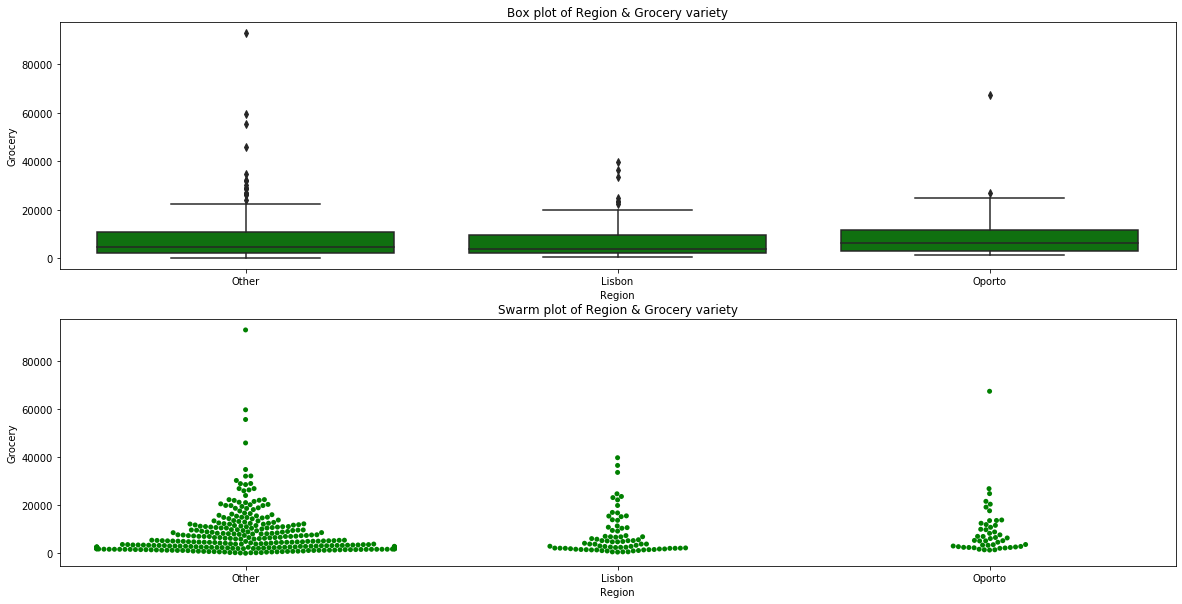 Box plot of Region & Grocery variety
80000
60000
40000
20000
0
Grocery
Other
Lisbon
Oporto
Region
Swarm plot of Region & Grocery variety
80000
60000
40000
20000
0
Grocery
Other
Lisbon
Oporto
Region